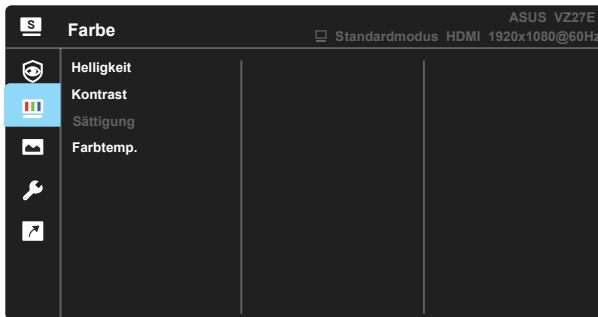 S
Farbe
ASUS VZ27E
Standardmodus HDMI 1920x1080@60Hz
Helligkeit
Kontrast
Sättigung
Farbtemp.